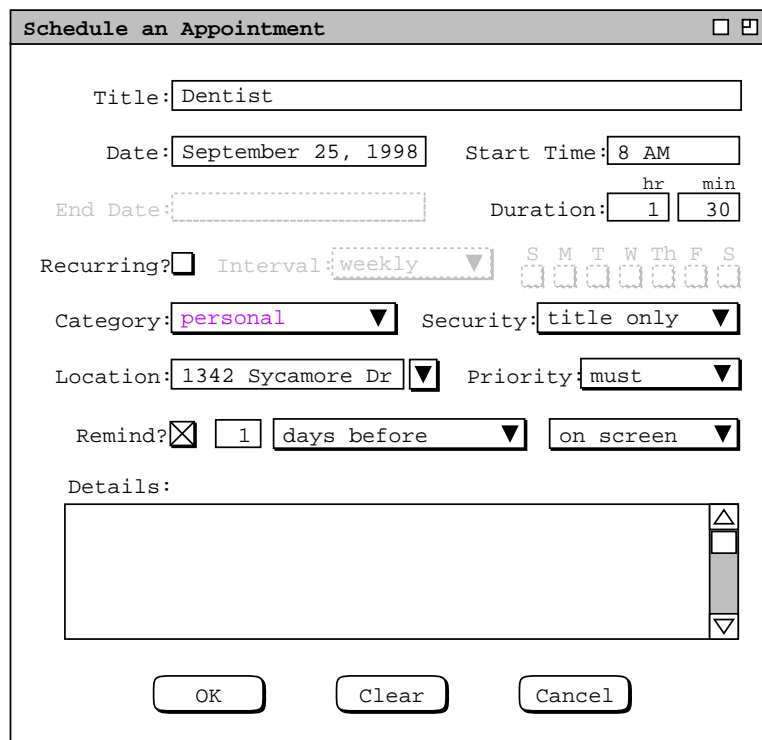 Schedule an Appointment
Title: Dentist
Date: September 25, 1998 Start Time: 8 AM
hr min
End Date: Duration: 1 30
S M T W Th F S
Recurring? Interval: weekly
Category: personal Security: title only
Location: 1342 Sycamore Dr Priority: must
Remind? 1 days before on screen
Details:
OK Clear Cancel